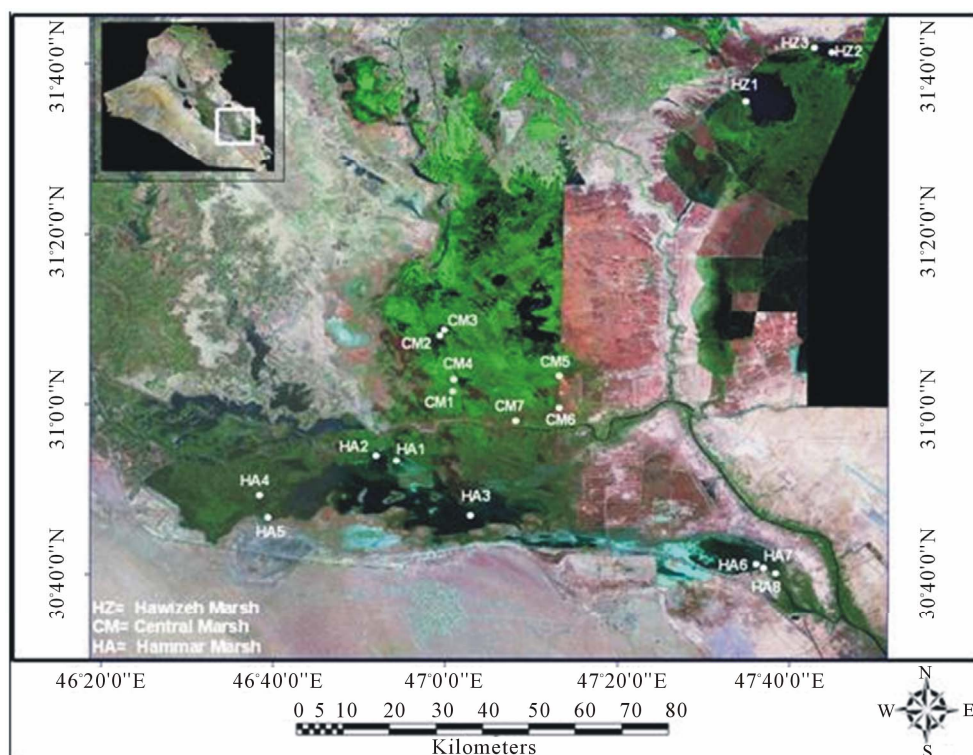 31°40'0"N
31°20'0"N
31°0'0"N
30°40'0"N
31°40'0"N
31°20'0"N
31°0'0"N
30°40'0"N
HZ3
HZ2
HZ1
CM3
CM2
CM4
CM5
CM1
CM7
CM6
HA2
HA1
HA4
HA3
HA5
HA6
HA7
HA8
HZ= Hawizeh Marsh
CM= Central Marsh
HA= Hammar Marsh
46°20'0"E 46°40'0"E 47°0'0"E 47°20'0"E 47°40'0"E
0 5 10 20 30 40 50 60 70 80
Kilometers
N
W E
S